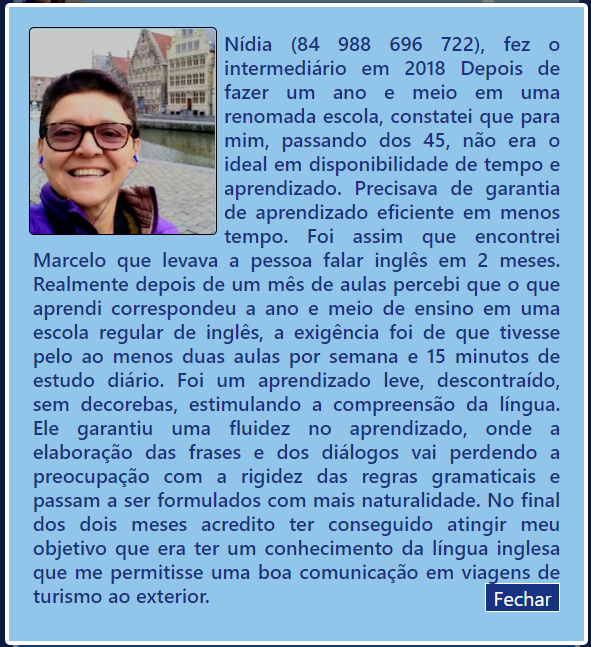 Nídia (84 988 696 722), fez o
intermediário em 2018 Depois de
fazer um ano e meio em uma
renomada escola, constatei que para
mim, passando dos 45, não era o
ideal em disponibilidade de tempo e
aprendizado. Precisava de garantia
de aprendizado eficiente em menos
tempo. Foi assim que encontrei
Marcelo que levava a pessoa falar inglês em 2 meses.
Realmente depois de um mês de aulas percebi que o que
aprendi correspondeu a ano e meio de ensino em uma
escola regular de inglês, a exigência foi de que tivesse
pelo ao menos duas aulas por semana e 15 minutos de
estudo diário. Foi um aprendizado leve, descontraído,
sem decorebas, estimulando a compreensão da língua.
Ele garantiu uma fluidez no aprendizado, onde a
elaboração das frases e dos diálogos vai perdendo a
preocupação com a rigidez das regras gramaticais e
passam a ser formulados com mais naturalidade. No final
dos dois meses acredito ter conseguido atingir meu
objetivo que era ter um conhecimento da língua inglesa
que me permitisse uma boa comunicação em viagens de
turismo ao exterior.
Fechar